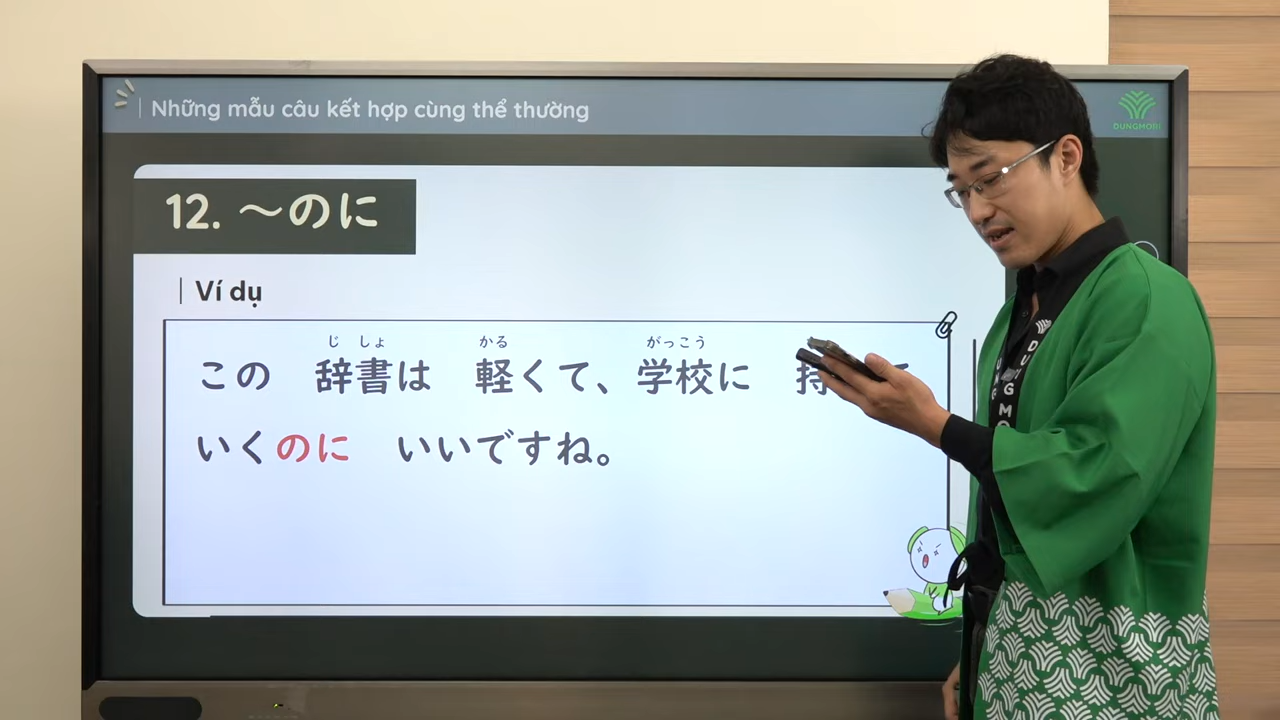 Những mẫu câu kết hợp cùng thể thường
DUNGMORI
12. ～のに
Ví dụ
じしょ かる がっこう
この 辞書は 軽くて、学校に 持
いくのに いいですね。